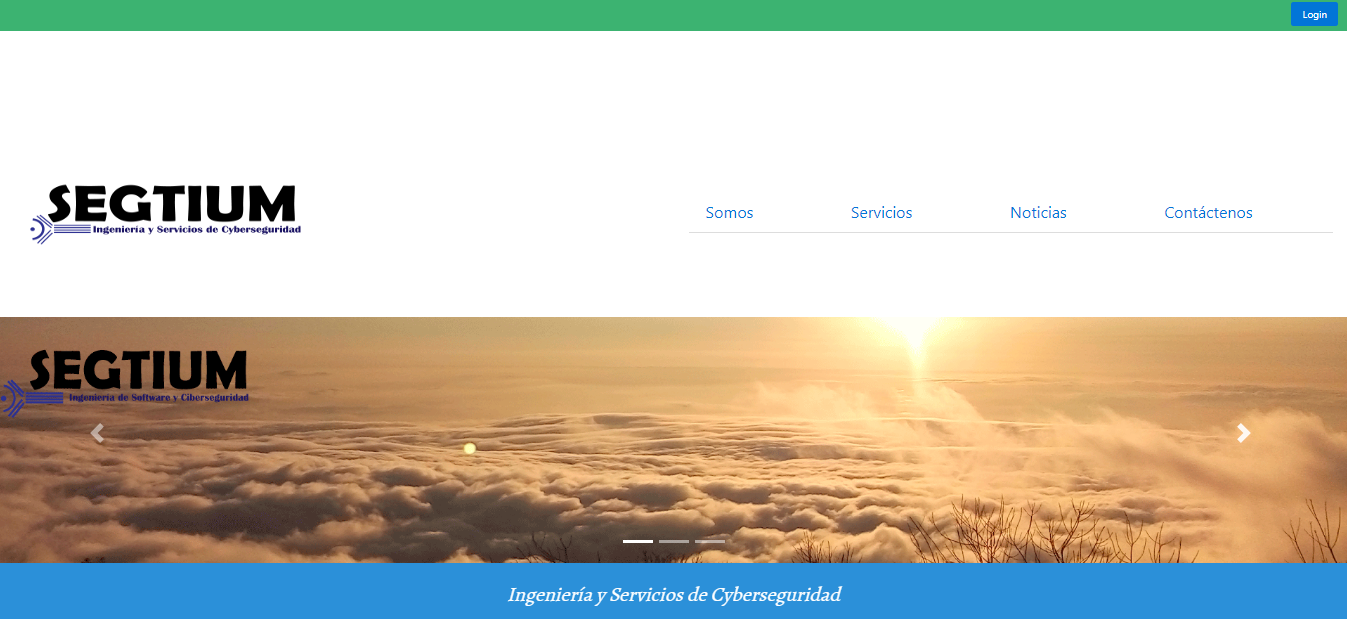 Login
SEGTIUM
Ingeniería y Servicios de Cyberseguridad
Somos Servicios Noticias Contáctenos
SEGTIUM
Ingeniería de Software y Ciberseguridad
Ingeniería y Servicios de Cyberseguridad